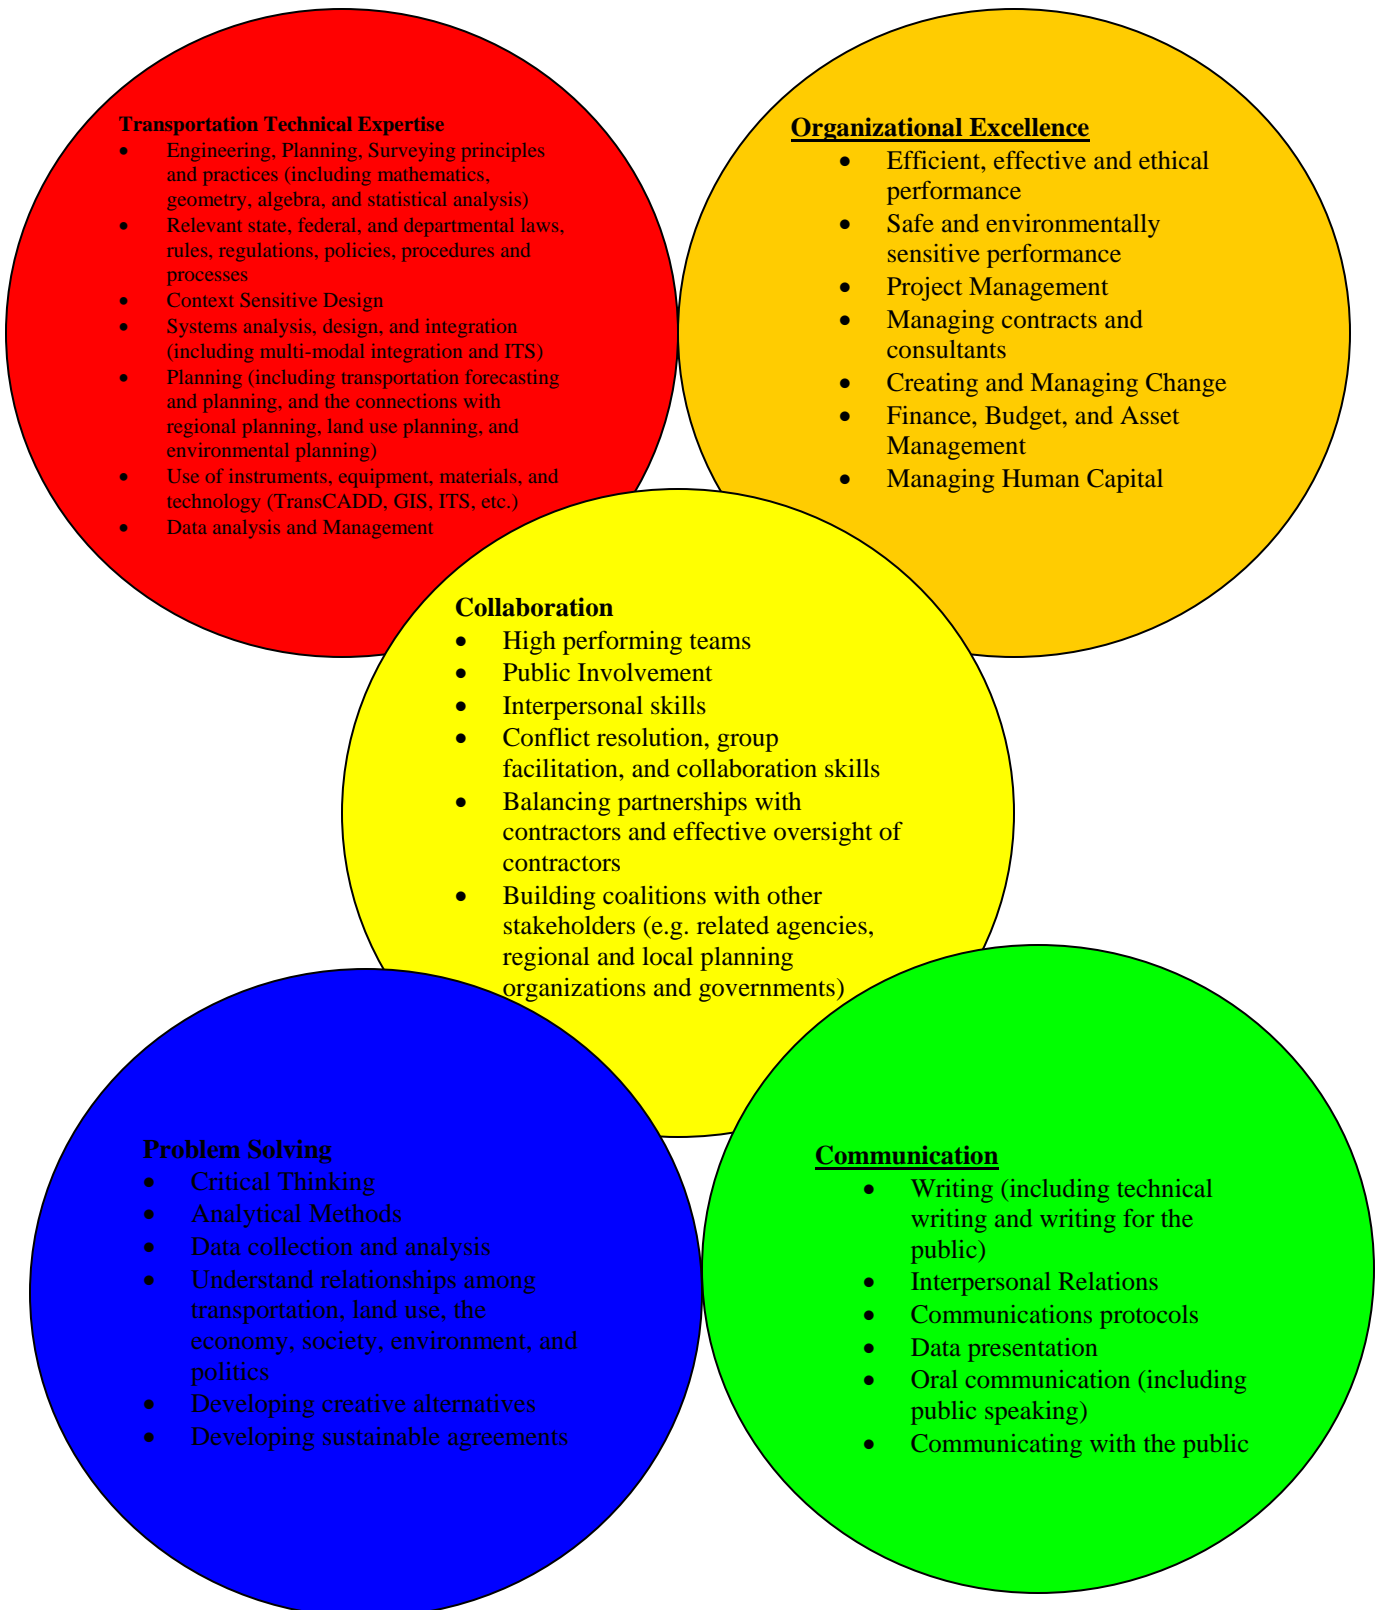 Transportation Technical Expertise
• Engineering, Planning, Surveying principles
and practices (including mathematics,
geometry, algebra, and statistical analysis)
• Relevant state, federal, and departmental laws,
rules, regulations, policies, procedures and
processes
• Context Sensitive Design
• Systems analysis, design, and integration
(including multi-modal integration and ITS)
• Planning (including transportation forecasting
and planning, and the connections with
regional planning, land use planning, and
environmental planning)
• Use of instruments, equipment, materials, and
technology (TransCADD, GIS, ITS, etc.)
• Data analysis and Management
Organizational Excellence
• Efficient, effective and ethical
performance
• Safe and environmentally
sensitive performance
• Project Management
• Managing contracts and
consultants
• Creating and Managing Change
• Finance, Budget, and Asset
Management
• Managing Human Capital
Collaboration
• High performing teams
• Public Involvement
• Interpersonal skills
• Conflict resolution, group
facilitation, and collaboration skills
• Balancing partnerships with
contractors and effective oversight of
contractors
• Building coalitions with other
stakeholders (e.g. related agencies,
regional and local planning
organizations and governments)
Problem Solving
• Critical Thinking
• Analytical Methods
• Data collection and analysis
• Understand relationships among
transportation, land use, the
economy, society, environment, and
politics
• Developing creative alternatives
• Developing sustainable agreements
Communication
• Writing (including technical
writing and writing for the
public)
• Interpersonal Relations
• Communications protocols
• Data presentation
• Oral communication (including
public speaking)
• Communicating with the public